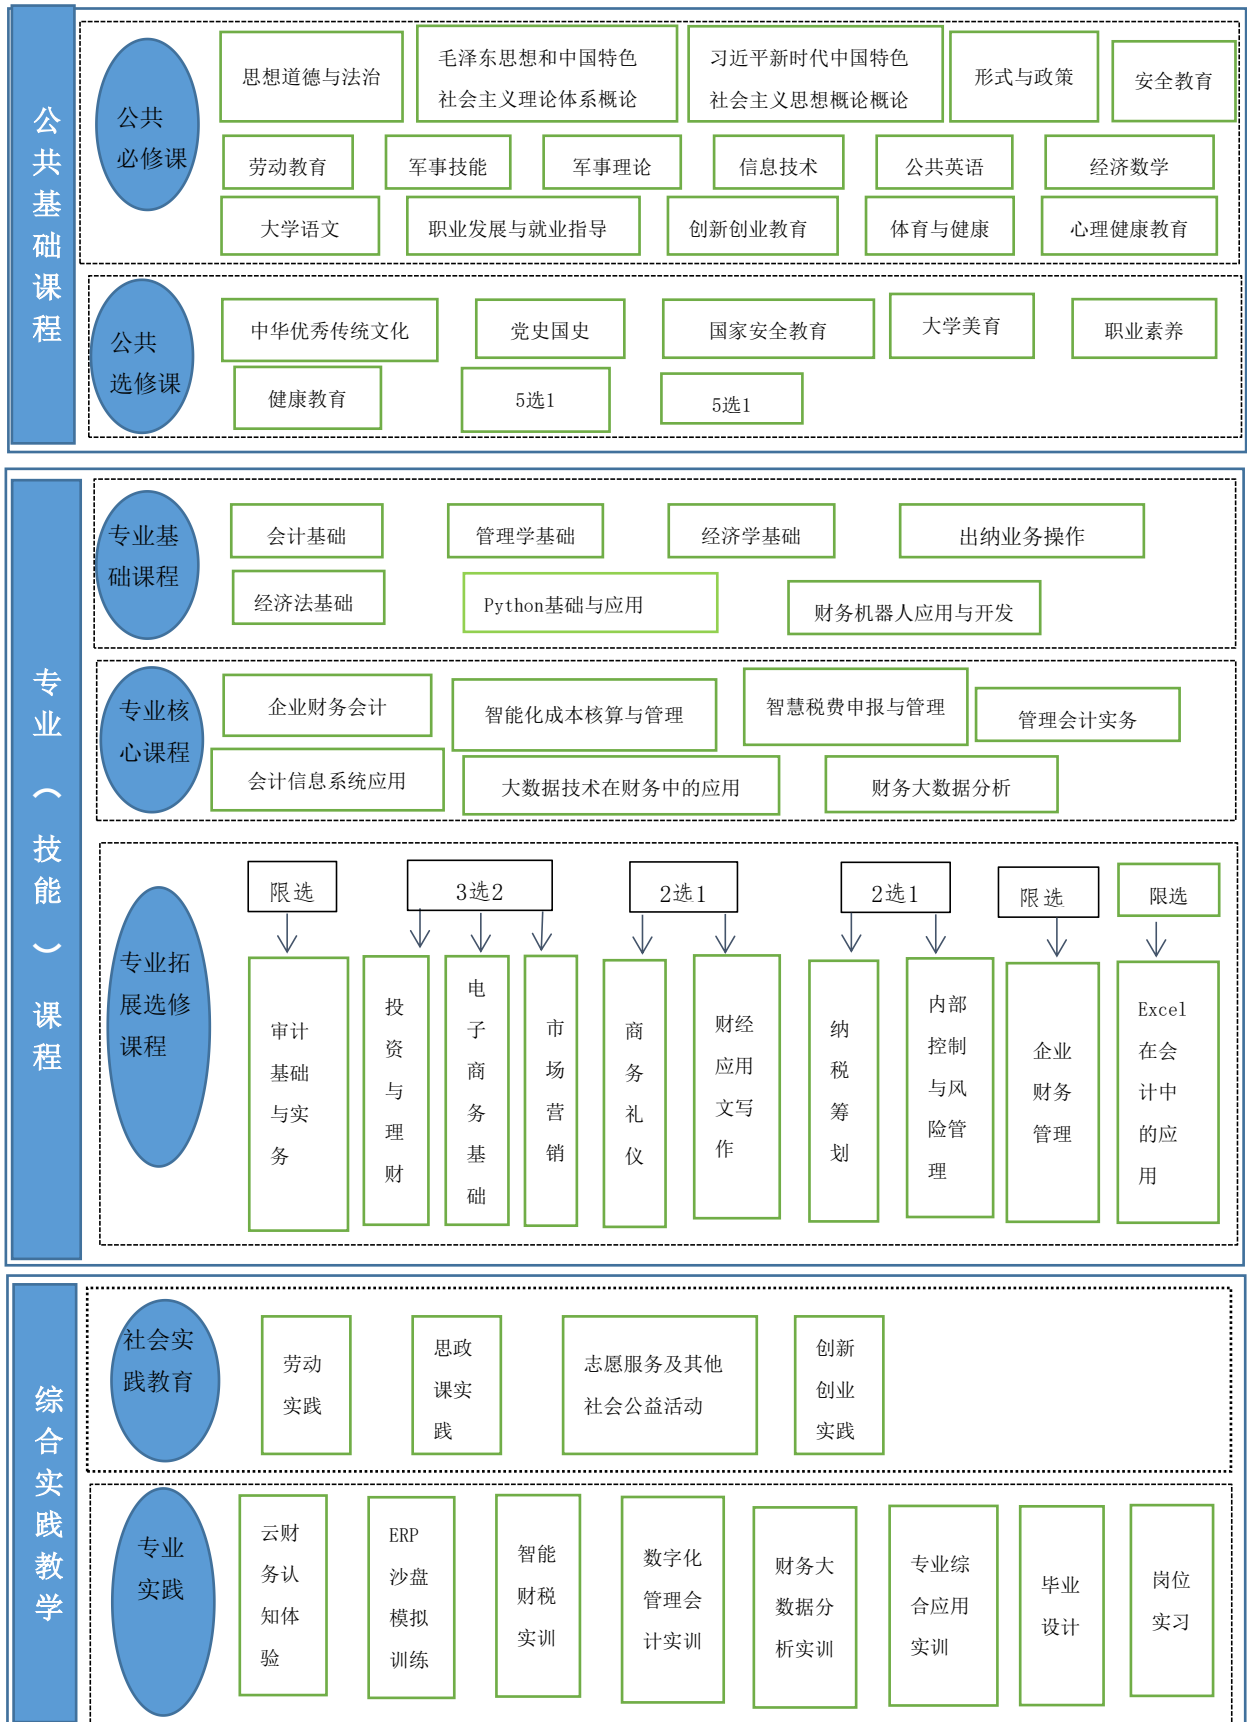 公共基础课程
公共
必修课
思想道德与法治
毛泽东思想和中国特色
社会主义理论体系概论
习近平新时代中国特色
社会主义思想概论概论
形式与政策
安全教育
劳动教育
军事技能
军事理论
信息技术
公共英语
经济数学
大学语文
职业发展与就业指导
创新创业教育
体育与健康
心理健康教育
公共
选修课
中华优秀传统文化
党史国史
国家安全教育
大学美育
职业素养
健康教育
5选1
5选1
专业（技能）课程
专业基
础课程
会计基础
管理学基础
经济学基础
出纳业务操作
经济法基础
Python基础与应用
财务机器人应用与开发
专业核
心课程
企业财务会计
智能化成本核算与管理
智慧税费申报与管理
管理会计实务
会计信息系统应用
大数据技术在财务中的应用
财务大数据分析
专业拓
展选修
课程
限选
3选2
2选1
2选1
限选
限选
审计
基础
与实
务
投资与理财
电子商务基础
市场营销
商务礼仪
财经
应用
文写
作
纳税筹划
内部
控制
与风
险管
理
企业
财务
管理
Excel
在会
计中
的应
用
综合实践教学
社会实
践教育
劳动
实践
思政
课实
践
志愿服务及其他
社会公益活动
创新
创业
实践
专业
实践
云财
务认
知体
验
ERP
沙盘
模拟
训练
智能
财税
实训
数字化
管理会
计实训
财务大
数据分
析实训
专业综
合应用
实训
毕业
设计
岗位
实习